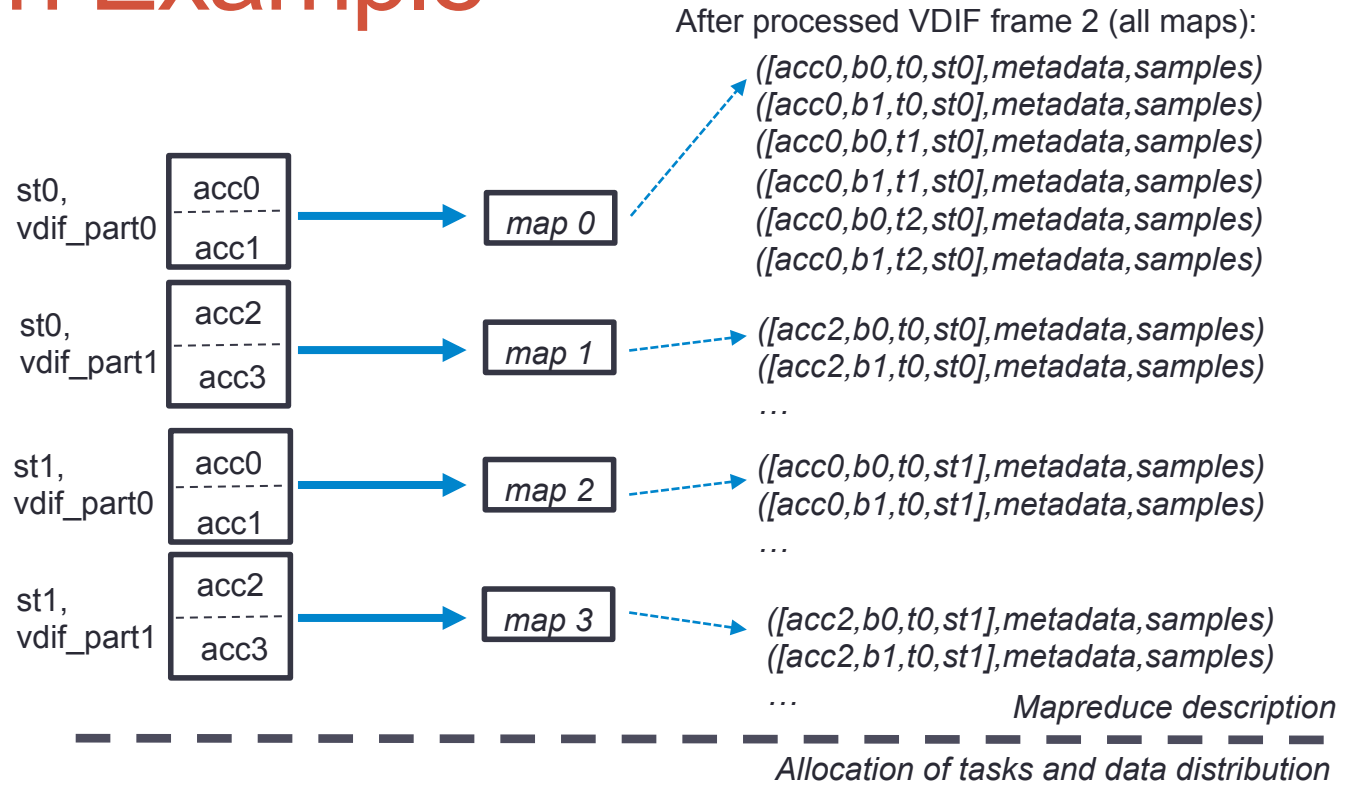 n Example
After processed VDIF frame 2 (all maps):
st0,
vdif_part0
acc0
acc1
map 0
([acc0,b0,t0,st0],metadata,samples)
([acc0,b1,t0,st0],metadata,samples)
([acc0,b0,t1,st0],metadata,samples)
([acc0,b1,t1,st0],metadata,samples)
([acc0,b0,t2,st0],metadata,samples)
([acc0,b1,t2,st0],metadata,samples)
st0,
vdif_part1
acc2
acc3
map 1
([acc2,b0,t0,st0],metadata,samples)
([acc2,b1,t0,st0],metadata,samples)
…
st1,
vdif_part0
acc0
acc1
map 2
([acc0,b0,t0,st1],metadata,samples)
([acc0,b1,t0,st1],metadata,samples)
…
st1,
vdif_part1
acc2
acc3
map 3
([acc2,b0,t0,st1],metadata,samples)
([acc2,b1,t0,st1],metadata,samples)
…
Mapreduce description
Allocation of tasks and data distribution